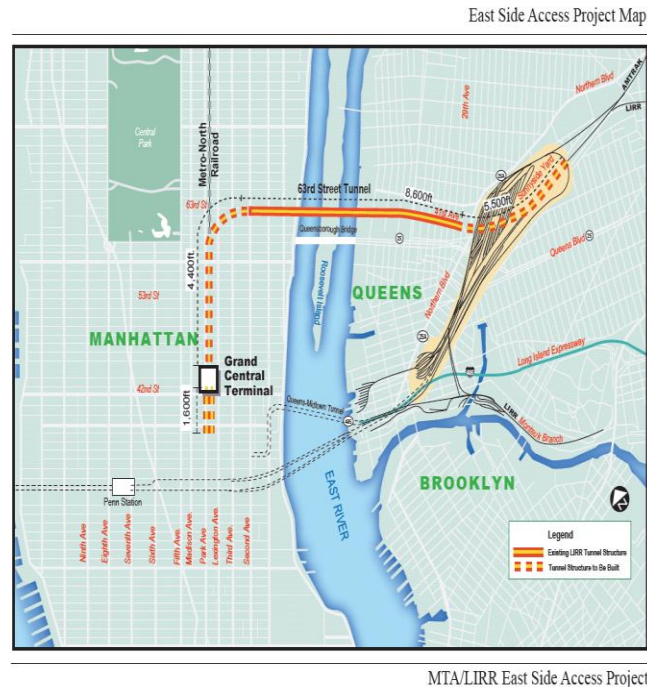 East Side Access Project Map
AMTRAK
Northern Blvd
LIRR
29th Ave
Central
Park
Metro-North
Railroad
Sunnyside Yard
63rd St
63rd Street Tunnel
8,600ft
5,500ft
Queensborough Bridge
Queens Blvd
4,400ft.
Roosevelt Island
53rd St
QUEENS
Northern Blvd
MANHATTAN
Long Island Expressway
Grand
Central
Terminal
42nd St
1,600ft
Queens-Midtown Tunnel
LIRR
Montauk Branch
BROOKLYN
EAST RIVER
Penn Station
Ninth Ave
Eighth Ave
Seventh Ave
Sixth Ave
Fifth Ave.
Madison Ave.
Park Ave
Lexington Ave.
Third Ave.
Second Ave
Legend
Existing LIRR Tunnel Structure
Tunnel Structure to Be Built
MTA/LIRR East Side Access Project